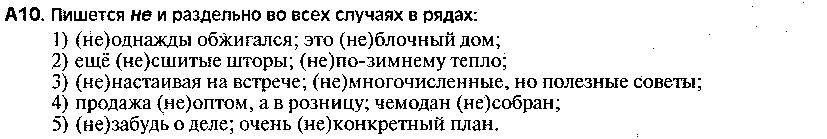 А10. Пишется не и раздельно во всех случаях в рядах:
1) (не)однажды обжигался; это (не)блочный дом;
2) ещё (не)сшитые шторы; (не)по-зимнему тепло;
3) (не)настаивая на встрече; (не)многочисленные, но полезные советы;
4) продажа (не)оптом, а в розницу; чемодан (не)собран;
5) (не)забудь о деле; очень (не)конкретный план.